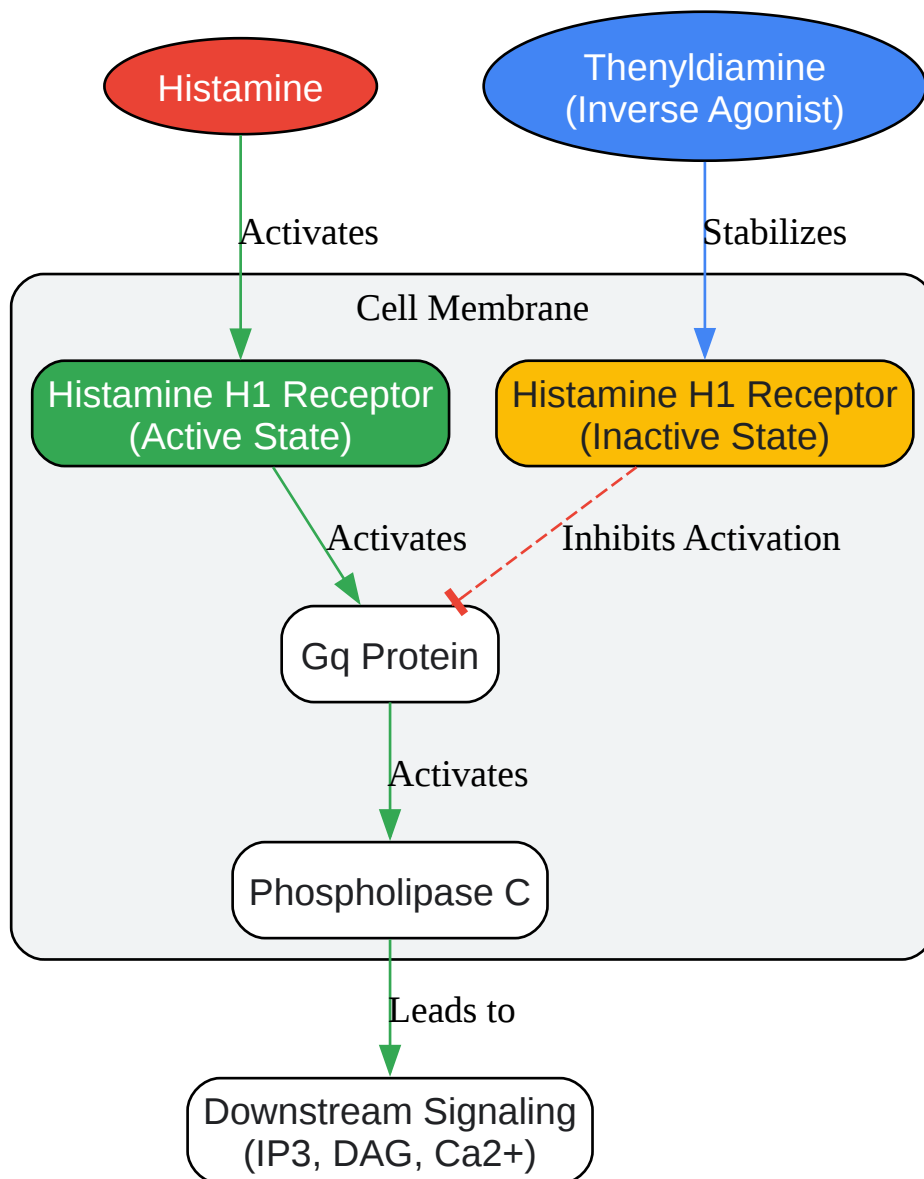 Histamine
Thenyldiamine
(Inverse Agonist)
Activates
Stabilizes
Cell Membrane
Histamine H1 Receptor
(Active State)
Histamine H1 Receptor
(Inactive State)
Activates
Inhibits Activation
Gq Protein
Activates
Phospholipase C
Leads to
Downstream Signaling
(IP3, DAG, Ca2+)